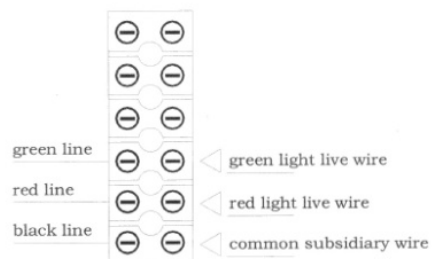 green line
green light live wire
red line
red light live wire
black line
common subsidiary wire